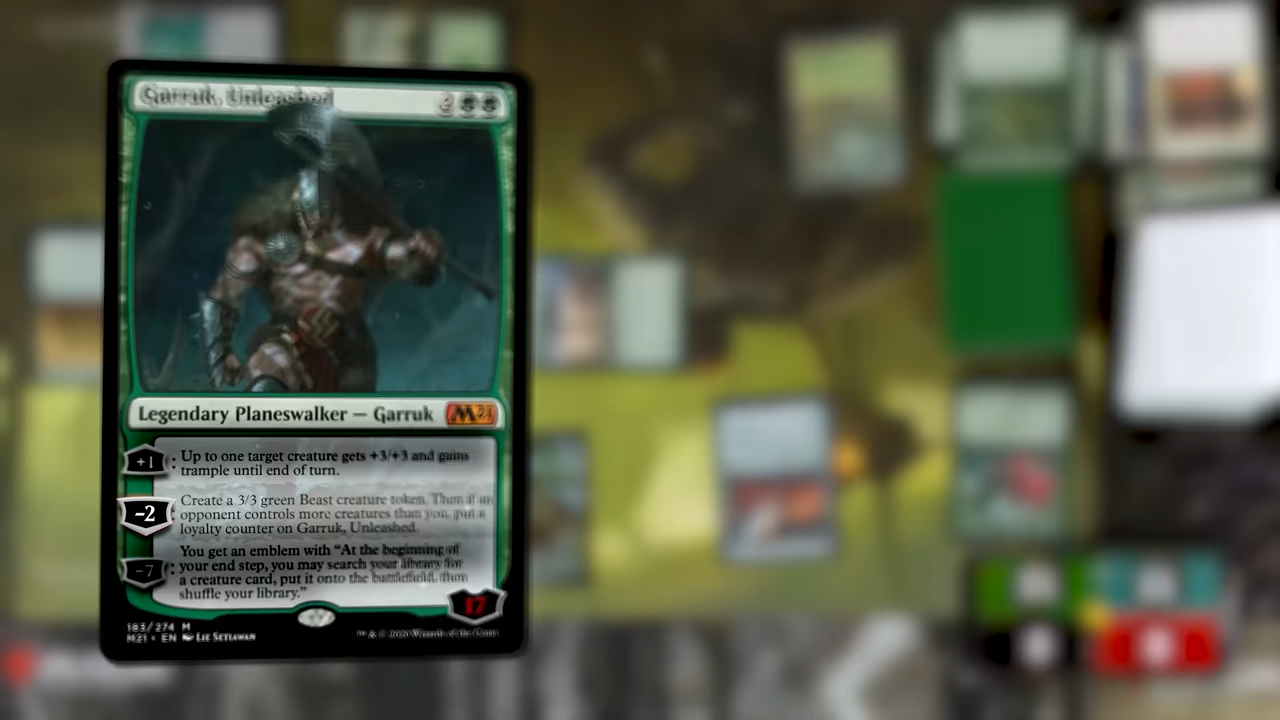 Garruk, Unleashed
2
Legendary Planeswalker — Garruk M21
+1: Up to one target creature gets +3/+3 and gains
trample until end of turn.
−2 Create a 3/3 green Beast creature token. Then if an
opponent controls more creatures than you, put a
loyalty counter on Garruk, Unleashed.
You get an emblem with “At the beginning of
−7: your end step, you may search your library for
a creature card, put it onto the battlefield, then
shuffle your library.”
17
183/274 M
M21 • EN Lie Setiawan
™ & © 2020 Wizards of the Coast